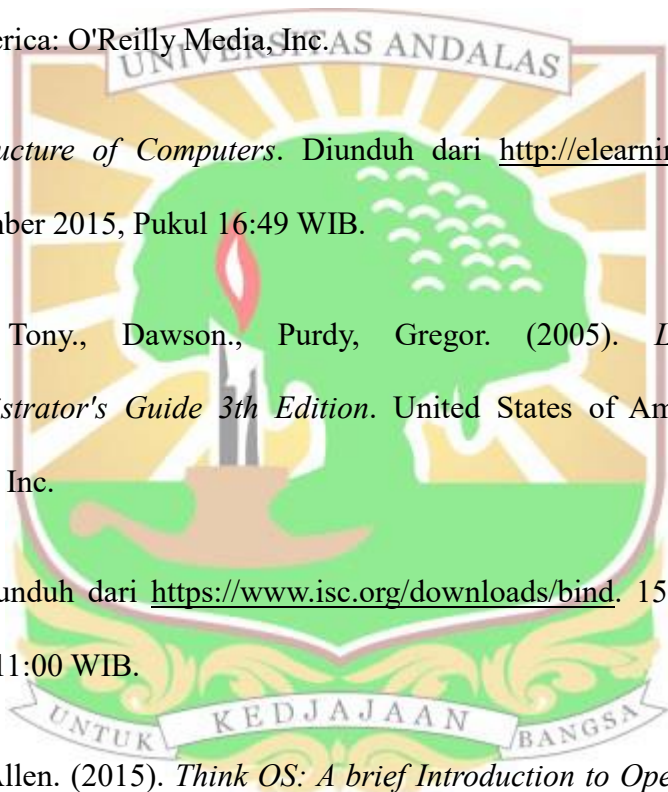 erica: O'Reilly Media, Inc.
UNIVERSITAS ANDALAS
ucture of Computers. Diunduh dari http://elearnin
ber 2015, Pukul 16:49 WIB.
Tony., Dawson., Purdy, Gregor. (2005). L
strator's Guide 3th Edition. United States of Am
Inc.
unduh dari https://www.isc.org/downloads/bind. 15
11:00 WIB.
UNTUK KEDJAJAAN BANGSA
Allen. (2015). Think OS: A brief Introduction to Ope